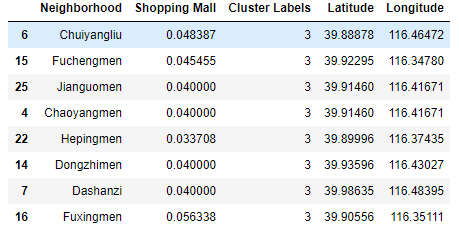 Neighborhood Shopping Mall Cluster Labels Latitude Longitude
6 Chuiyangliu 0.048387 3 39.88878 116.46472
15 Fuchengmen 0.045455 3 39.92295 116.34780
25 Jianguomen 0.040000 3 39.91460 116.41671
4 Chaoyangmen 0.040000 3 39.91460 116.41671
22 Hepingmen 0.033708 3 39.89996 116.37435
14 Dongzhimen 0.040000 3 39.93596 116.43027
7 Dashanzi 0.040000 3 39.98635 116.48395
16 Fuxingmen 0.056338 3 39.90556 116.35111